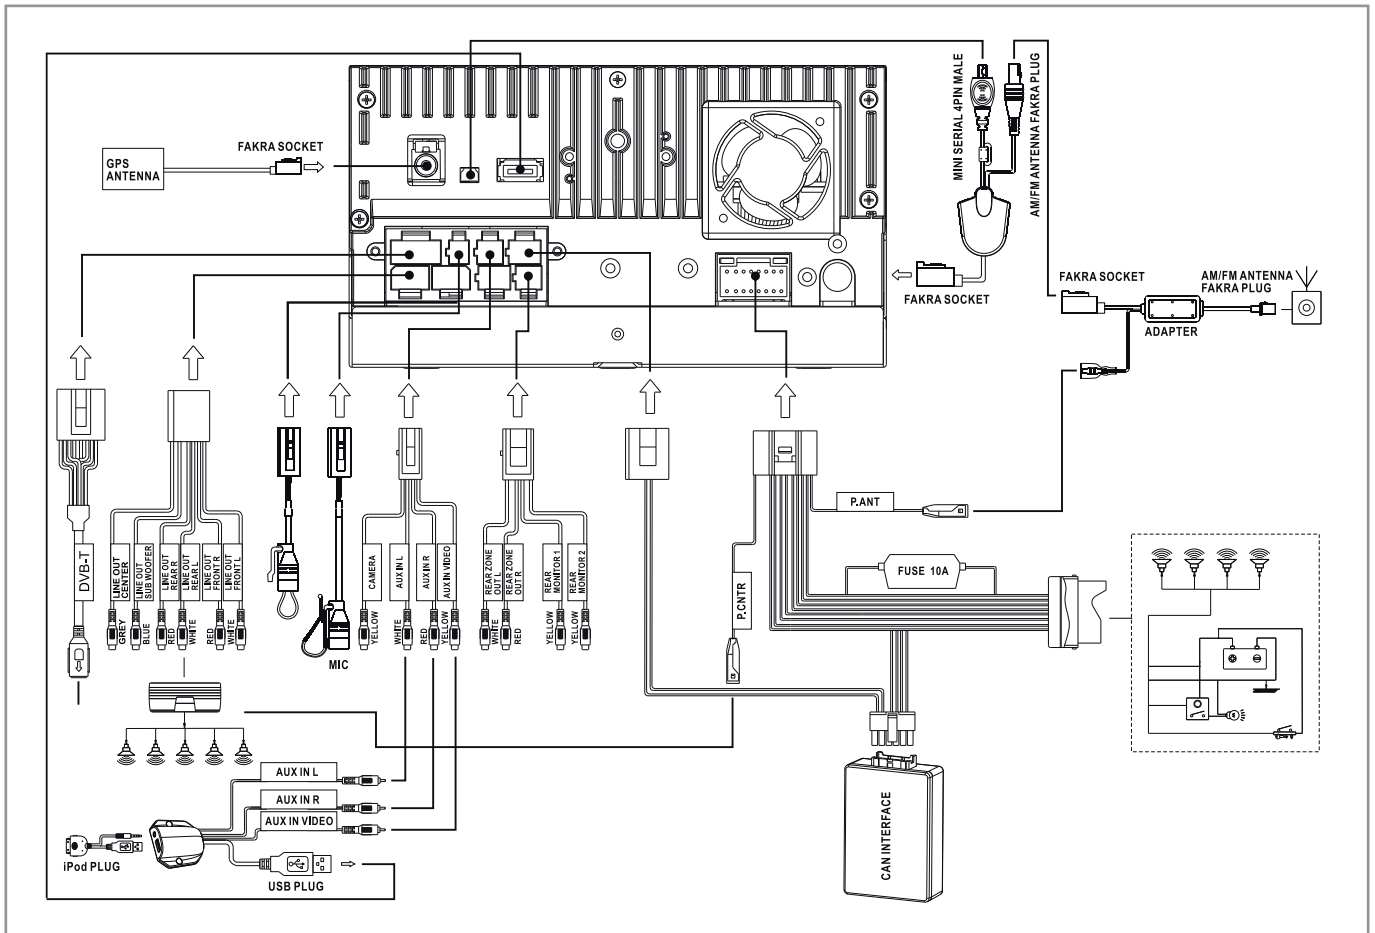 FAKRA SOCKET
GPS
ANTENNA
MINI SERIAL 4PIN MALE
AM/FM ANTENNA FAKRA PLUG
FAKRA SOCKET
FAKRA SOCKET
AM/FM ANTENNA
FAKRA PLUG
ADAPTER
DVB-T
LINE OUT
CENTER
LINE OUT
SUB WOOFER
LINE OUT
REAR R
LINE OUT
REAR L
LINE OUT
FRONT R
LINE OUT
FRONT L
GREY
BLUE
RED
WHITE
RED
WHITE
MIC
CAMERA
AUX IN L
AUX IN R
AUX IN VIDEO
YELLOW
WHITE
RED
YELLOW
REAR ZONE
OUT L
REAR ZONE
OUT R
REAR
MONITOR 1
REAR
MONITOR 2
WHITE
RED
YELLOW
YELLOW
P.ANT
P.CNTR
FUSE 10A
AUX IN L
AUX IN R
AUX IN VIDEO
iPod PLUG
USB PLUG
CAN INTERFACE